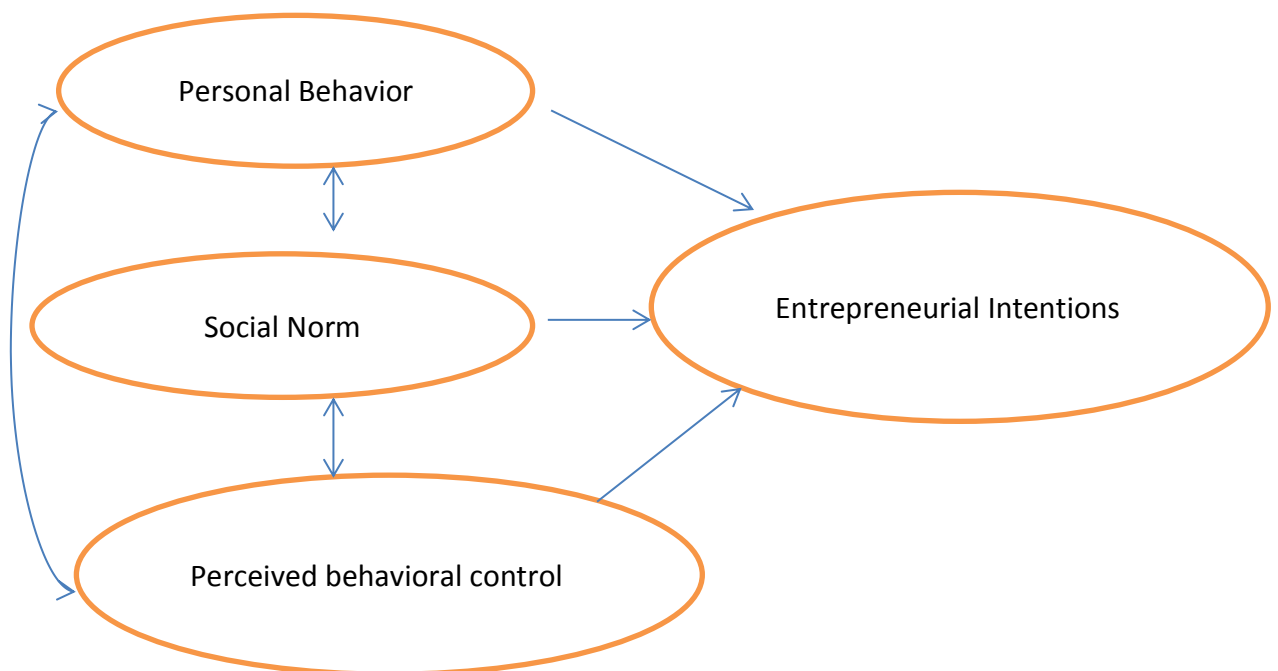 Personal Behavior
Social Norm
Entrepreneurial Intentions
Perceived behavioral control